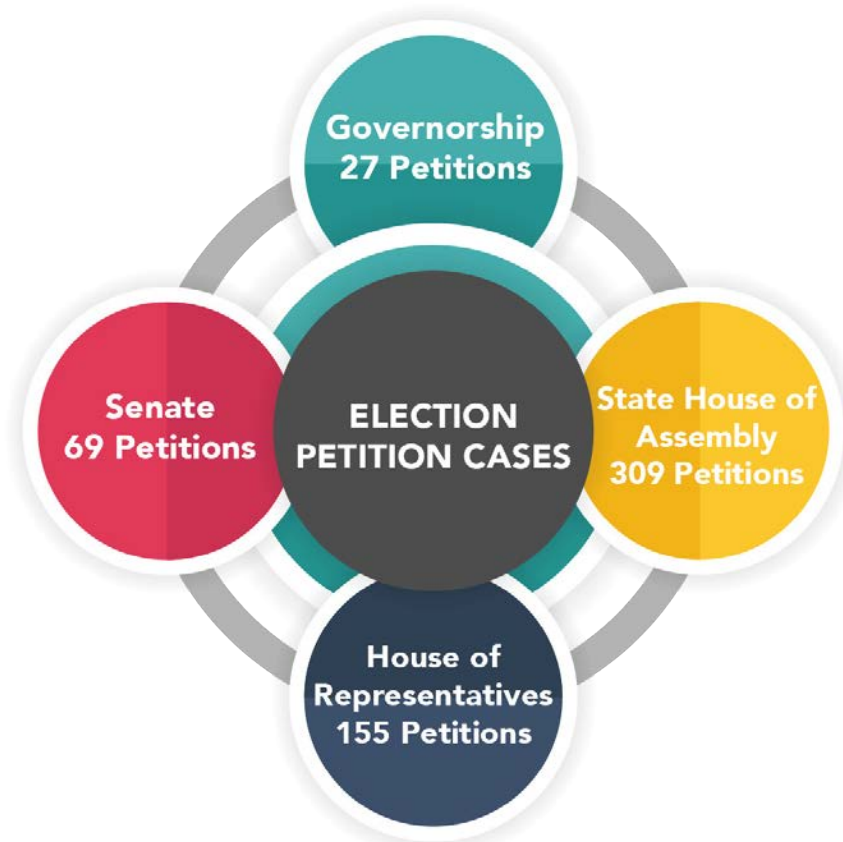 Governorship
27 Petitions
Senate
69 Petitions
ELECTION
PETITION CASES
State House of
Assembly
309 Petitions
House of
Representatives
155 Petitions